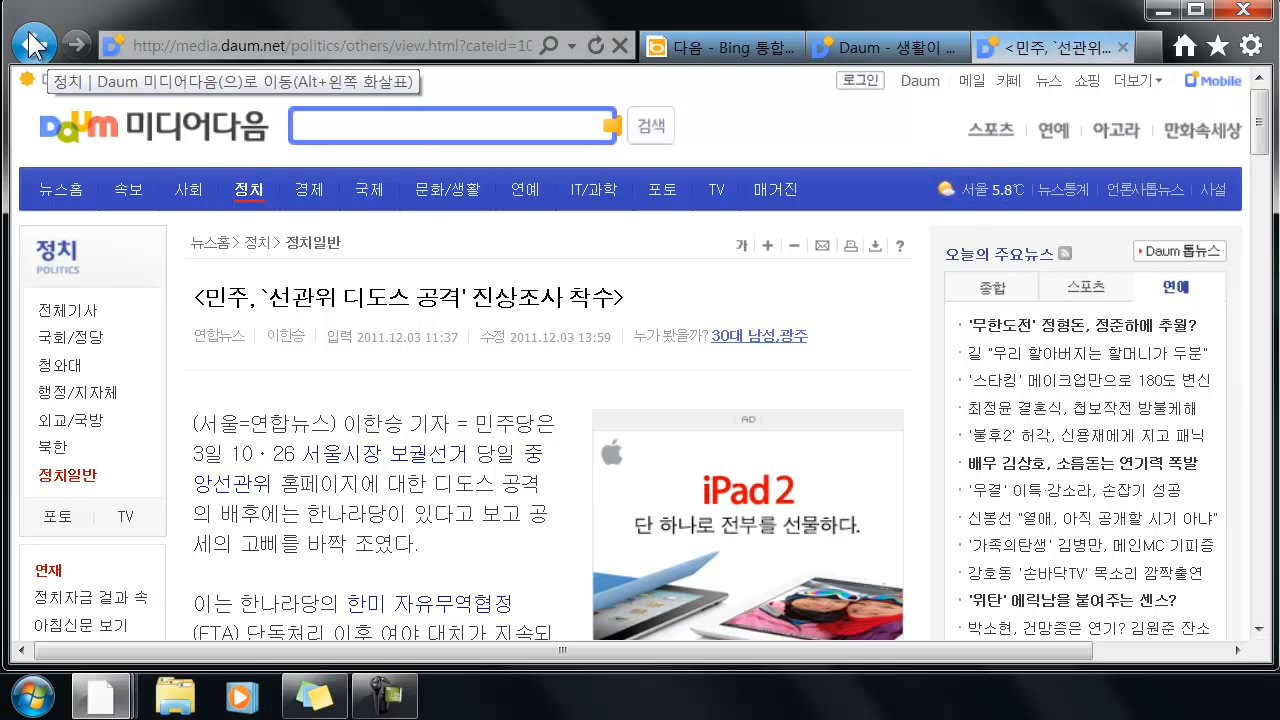 http://media.daum.net/politics/others/view.html?cateid=10
다음 - Bing 통합...
Daum - 생활이 ...
<민주, `선관위...
정치 | Daum 미디어다음(으)로 이동(Alt+왼쪽 화살표)
로그인 Daum 메일 카페 뉴스 쇼핑 더보기 Mobile
Daum 미디어다음
검색
스포츠 연예 아고라 만화속세상
뉴스홈 속보 사회 정치 경제 국제 문화/생활 연예 IT/과학 포토 TV 매거진
서울 5.8℃ 뉴스통계 언론사톱뉴스 사설
정치
POLITICS
전체기사
국회/정당
청와대
행정/지자체
외교/국방
북한
정치일반
포토 TV
연재
정치자금 겉과 속
아침신문 보기
뉴스홈> 정치> 정치일반
가 + − ?
<민주, `선관위 디도스 공격' 진상조사 착수>
연합뉴스 이한승 입력 2011.12.03 11:37 수정 2011.12.03 13:59 누가 봤을까? 30대 남성,광주
(서울=연합뉴스) 이한승 기자 = 민주당은
3일 10ㆍ26 서울시장 보궐선거 당일 중
앙선관위 홈페이지에 대한 디도스 공격
의 배후에는 한나라당이 있다고 보고 공
세의 고삐를 바짝 조였다.
이는 한나라당의 한미 자유무역협정
(FTA) 단독처리 이후 여야 대치가 지속되
AD
iPad 2
단 하나로 전부를 선물하다.
오늘의 주요뉴스
Daum 톱뉴스
종합 스포츠 연예
'무한도전' 정형돈, 정준하에 추월?
길 "우리 할아버지는 할머니가 두분"
'스타킹' 메이크업만으로 180도 변신
최정윤 결혼식, 첩보작전 방불케해
'불후2' 허각, 신용재에게 지고 패닉
배우 김상호, 소름돋는 연기력 폭발
'우결' 이특·강소라, 손잡기 성공
신봉선 "열애, 아직 공개할 시기 아냐"
'가족의탄생' 김병만, 메인MC 기피증
강호동 '손바닥TV' 목소리 깜짝출연
'위탄' 에릭남을 붙여주는 센스?
박소현, 건망증은 연기? 김원준 잔소